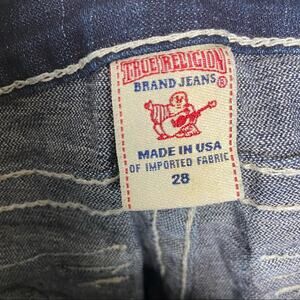 TRUE RELIGION
BRAND JEANS®
MADE IN USA
OF IMPORTED FABRIC
28